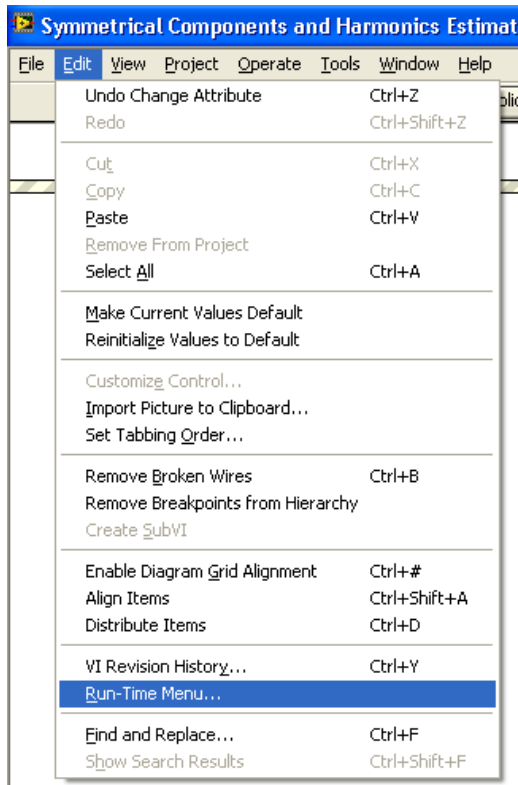 Symmetrical Components and Harmonics Estimat
File Edit View Project Operate Tools Window Help
Undo Change Attribute Ctrl+Z
Redo Ctrl+Shift+Z
Cut Ctrl+X
Copy Ctrl+C
Paste Ctrl+V
Remove From Project
Select All Ctrl+A
Make Current Values Default
Reinitialize Values to Default
Customize Control...
Import Picture to Clipboard...
Set Tabbing Order...
Remove Broken Wires Ctrl+B
Remove Breakpoints from Hierarchy
Create SubVI
Enable Diagram Grid Alignment Ctrl+#
Align Items Ctrl+Shift+A
Distribute Items Ctrl+D
VI Revision History... Ctrl+Y
Run-Time Menu...
Find and Replace... Ctrl+F
Show Search Results Ctrl+Shift+F